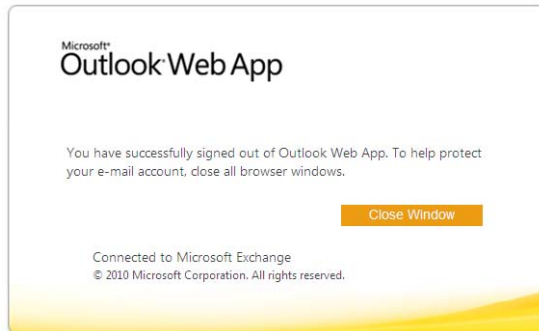 Microsoft®
Outlook® Web App
You have successfully signed out of Outlook Web App. To help protect
your e-mail account, close all browser windows.
Close Window
Connected to Microsoft Exchange
© 2010 Microsoft Corporation. All rights reserved.